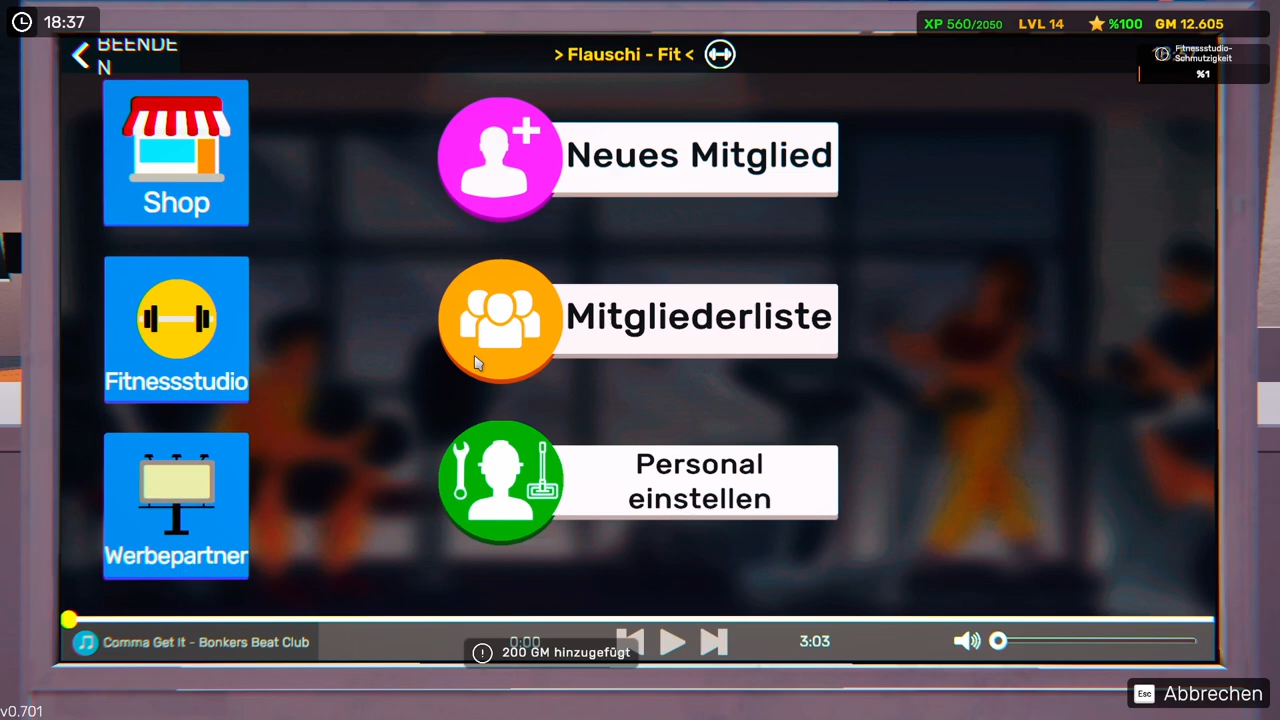 18:37
XP 560/2050 LVL 14 %100 GM 12.605
BEENDE
N
> Flauschi - Fit <
Fitnessstudio-
Schmutzigkeit
%1
Shop
Neues Mitglied
Fitnessstudio
Mitgliederliste
Werbepartner
Personal
einstellen
Comma Get It - Bonkers Beat Club
0:00
3:03
200 GM hinzugefügt
Esc Abbrechen
v0.701